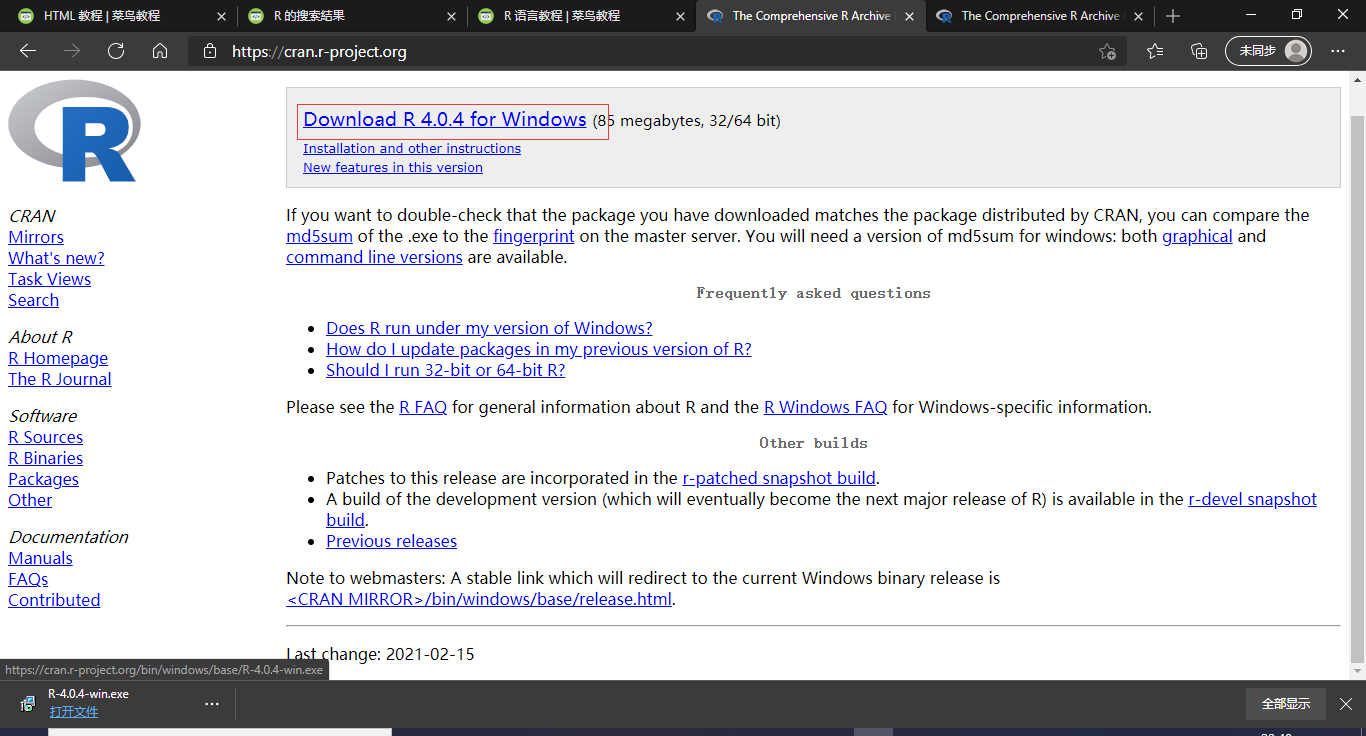 HTML 教程 | 菜鸟教程
R 的搜索結果
R 语言教程 | 菜鸟教程
The Comprehensive R Archive
The Comprehensive R Archive
https://cran.r-project.org
未同步
R
CRAN
Mirrors
What's new?
Task Views
Search
About R
R Homepage
The R Journal
Software
R Sources
R Binaries
Packages
Other
Documentation
Manuals
FAQs
Contributed
Download R 4.0.4 for Windows (85 megabytes, 32/64 bit)
Installation and other instructions
New features in this version
If you want to double-check that the package you have downloaded matches the package distributed by CRAN, you can compare the
md5sum of the .exe to the fingerprint on the master server. You will need a version of md5sum for windows: both graphical and
command line versions are available.
Frequently asked questions
• Does R run under my version of Windows?
• How do I update packages in my previous version of R?
• Should I run 32-bit or 64-bit R?
Please see the R FAQ for general information about R and the R Windows FAQ for Windows-specific information.
Other builds
• Patches to this release are incorporated in the r-patched snapshot build.
• A build of the development version (which will eventually become the next major release of R) is available in the r-devel snapshot
build.
• Previous releases
Note to webmasters: A stable link which will redirect to the current Windows binary release is
<CRAN MIRROR>/bin/windows/base/release.html.
Last change: 2021-02-15
https://cran.r-project.org/bin/windows/base/R-4.0.4-win.exe
R-4.0.4-win.exe
打开文件
全部显示